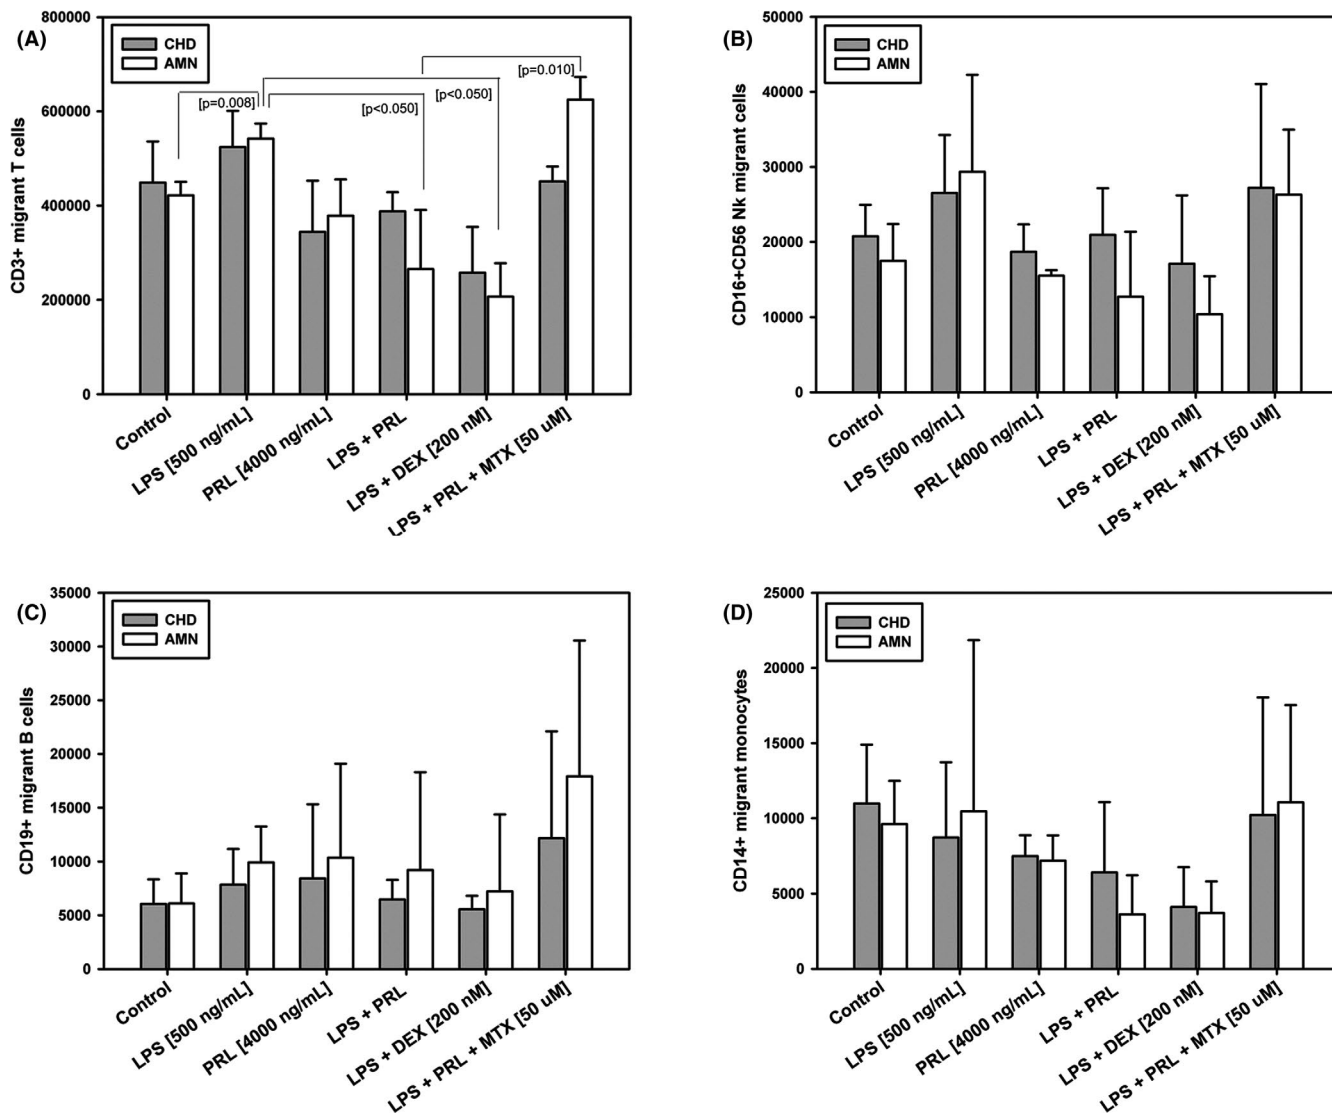 (A)
CD3+ migrant T cells
800000
600000
400000
200000
0
CHD
AMN
[p=0.008]
[p<0.050]
[p<0.050]
[p=0.010]
Control
LPS [500 ng/mL]
PRL [4000 ng/mL]
LPS + PRL
LPS + DEX [200 nM]
LPS + PRL + MTX [50 uM]
(B)
CD16+CD56 Nk migrant cells
50000
40000
30000
20000
10000
0
CHD
AMN
Control
LPS [500 ng/mL]
PRL [4000 ng/mL]
LPS + PRL
LPS + DEX [200 nM]
LPS + PRL + MTX [50 uM]
(C)
CD19+ migrant B cells
35000
30000
25000
20000
15000
10000
5000
0
CHD
AMN
Control
LPS [500 ng/mL]
PRL [4000 ng/mL]
LPS + PRL
LPS + DEX [200 nM]
LPS + PRL + MTX [50 uM]
(D)
CD14+ migrant monocytes
25000
20000
15000
10000
5000
0
CHD
AMN
Control
LPS [500 ng/mL]
PRL [4000 ng/mL]
LPS + PRL
LPS + DEX [200 nM]
LPS + PRL + MTX [50 uM]